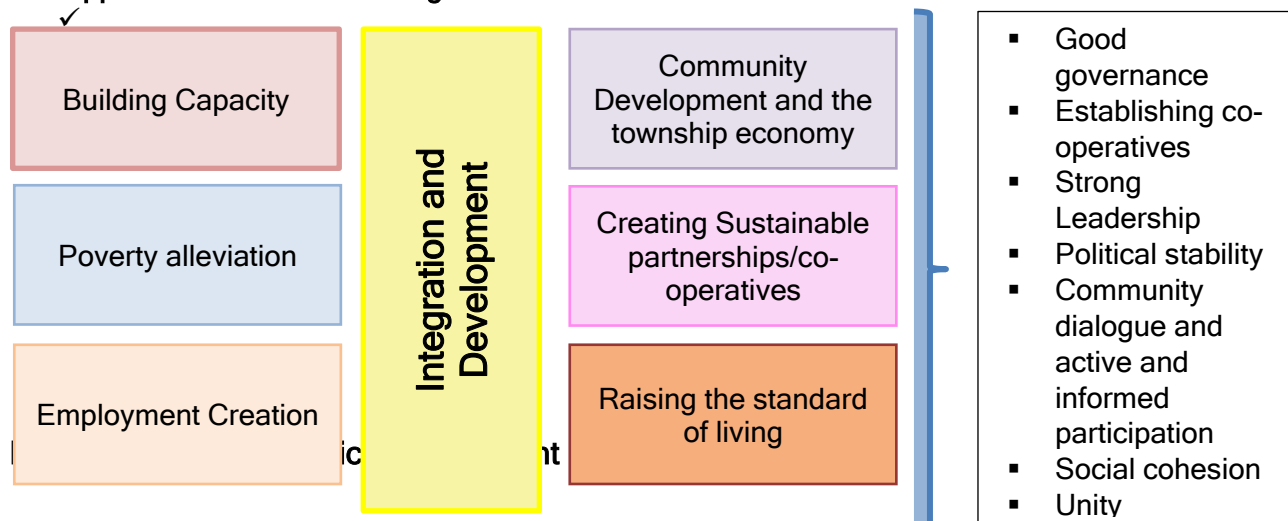 ✓
Building Capacity
Poverty alleviation
Employment Creation
Integration and
Development
Community
Development and the
township economy
Creating Sustainable
partnerships/co-
operatives
Raising the standard
of living
▪ Good
governance
▪ Establishing co-
operatives
▪ Strong
Leadership
▪ Political stability
▪ Community
dialogue and
active and
informed
participation
▪ Social cohesion
▪ Unity